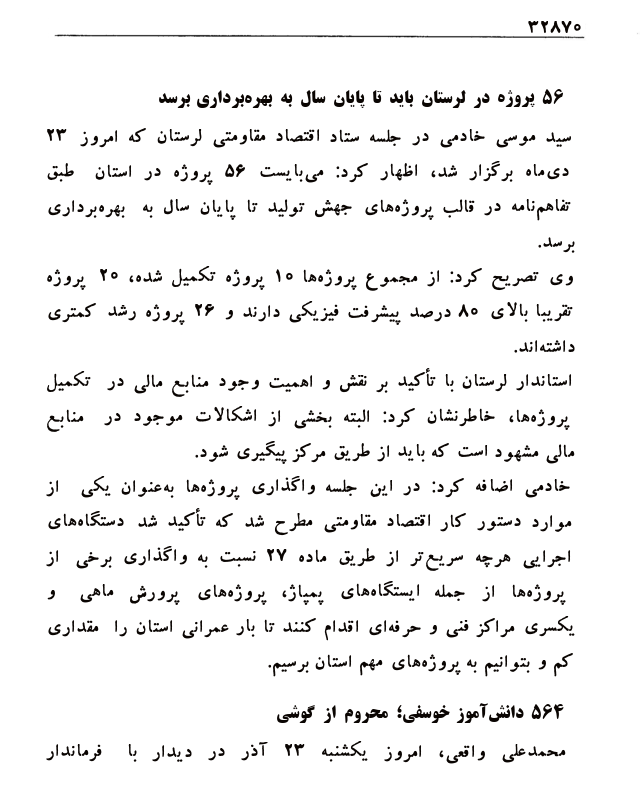 ۳۲۸۷۰
۵۶ پروژه در لرستان باید تا پایان سال به بهره‌برداری برسد
سید موسی خادمی در جلسه ستاد اقتصاد مقاومتی لرستان که امروز ۲۳
دی‌ماه برگزار شد، اظهار کرد: می‌بایست ۵۶ پروژه در استان طبق
تفاهم‌نامه در قالب پروژه‌های جهش تولید تا پایان سال به بهره‌برداری
برسد.
وی تصریح کرد: از مجموع پروژه‌ها ۱۰ پروژه تکمیل شده، ۲۰ پروژه
تقریبا بالای ۸۰ درصد پیشرفت فیزیکی دارند و ۲۶ پروژه رشد کمتری
داشته‌اند.
استاندار لرستان با تأکید بر نقش و اهمیت وجود منابع مالی در تکمیل
پروژه‌ها، خاطرنشان کرد: البته بخشی از اشکالات موجود در منابع
مالی مشهود است که باید از طریق مرکز پیگیری شود.
خادمی اضافه کرد: در این جلسه واگذاری پروژه‌ها به‌عنوان یکی از
موارد دستور کار اقتصاد مقاومتی مطرح شد که تأکید شد دستگاه‌های
اجرایی هرچه سریع‌تر از طریق ماده ۲۷ نسبت به واگذاری برخی از
پروژه‌ها از جمله ایستگاه‌های پمپاژ، پروژه‌های پرورش ماهی و
یکسری مراکز فنی و حرفه‌ای اقدام کنند تا بار عمرانی استان را مقداری
کم و بتوانیم به پروژه‌های مهم استان برسیم.
۵۶۴ دانش‌آموز خوسفی؛ محروم از گوشی
محمدعلی واقعی، امروز یکشنبه ۲۳ آذر در دیدار با فرماندار